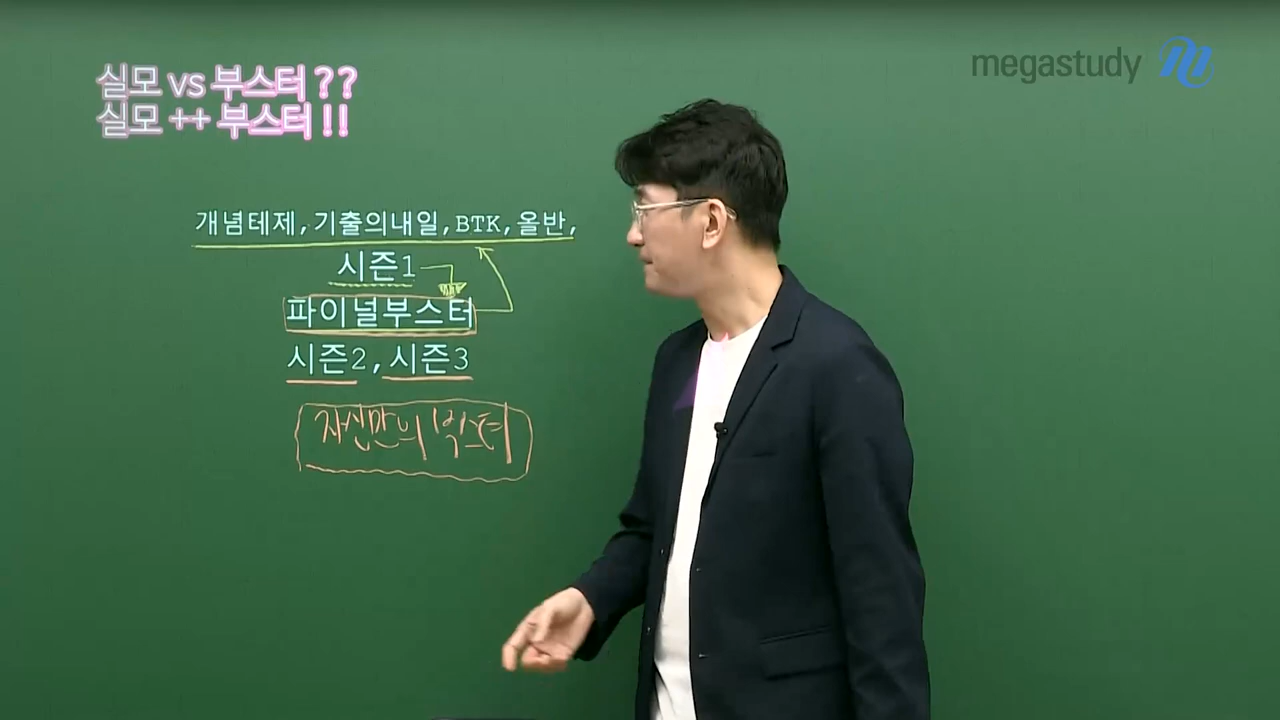 실모 vs 부스터 ??
실모 ++ 부스터 !!
megastudy
개념테제,기출의내일,BTK,올반,
시즌1
파이널부스터
시즌2,시즌3
자신만의 부스터